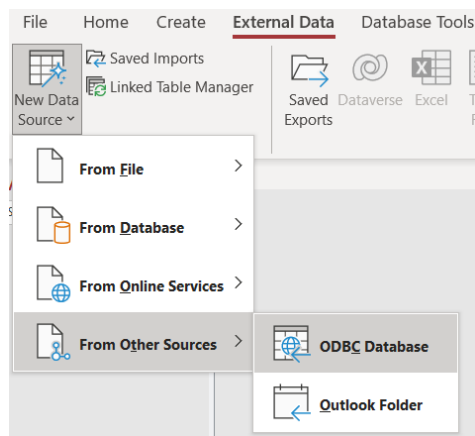 File Home Create External Data Database Tools
New Data
Source
Saved Imports
Linked Table Manager
Saved
Exports
Dataverse
Excel
From File
From Database
From Online Services
From Other Sources
ODBC Database
Outlook Folder